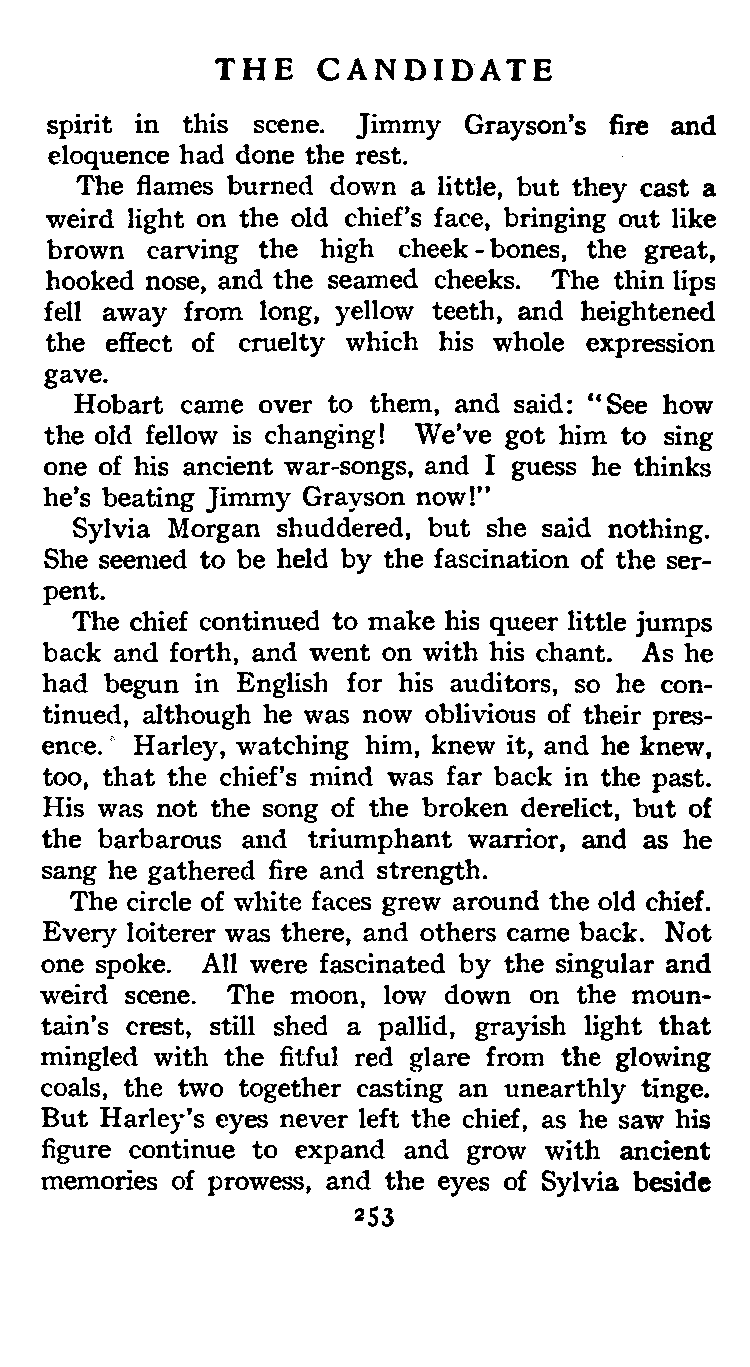 THE CANDIDATE
spirit in this scene. Jimmy Grayson's fire and
eloquence had done the rest.
The flames burned down a little, but they cast a
weird light on the old chief's face, bringing out like
brown carving the high cheek-bones, the great,
hooked nose, and the seamed cheeks. The thin lips
fell away from long, yellow teeth, and heightened
the effect of cruelty which his whole expression
gave.
Hobart came over to them, and said: "See how
the old fellow is changing! We've got him to sing
one of his ancient war-songs, and I guess he thinks
he's beating Jimmy Grayson now!"
Sylvia Morgan shuddered, but she said nothing.
She seemed to be held by the fascination of the ser-
pent.
The chief continued to make his queer little jumps
back and forth, and went on with his chant. As he
had begun in English for his auditors, so he con-
tinued, although he was now oblivious of their pres-
ence. Harley, watching him, knew it, and he knew,
too, that the chief's mind was far back in the past.
His was not the song of the broken derelict, but of
the barbarous and triumphant warrior, and as he
sang he gathered fire and strength.
The circle of white faces grew around the old chief.
Every loiterer was there, and others came back. Not
one spoke. All were fascinated by the singular and
weird scene. The moon, low down on the moun-
tain's crest, still shed a pallid, grayish light that
mingled with the fitful red glare from the glowing
coals, the two together casting an unearthly tinge.
But Harley's eyes never left the chief, as he saw his
figure continue to expand and grow with ancient
memories of prowess, and the eyes of Sylvia beside
253